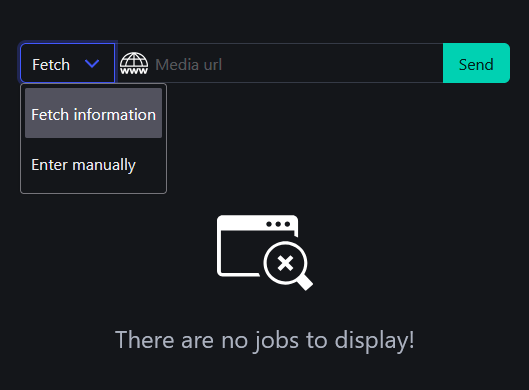 Fetch
WWW
Media url
Send
Fetch information
Enter manually
There are no jobs to display!